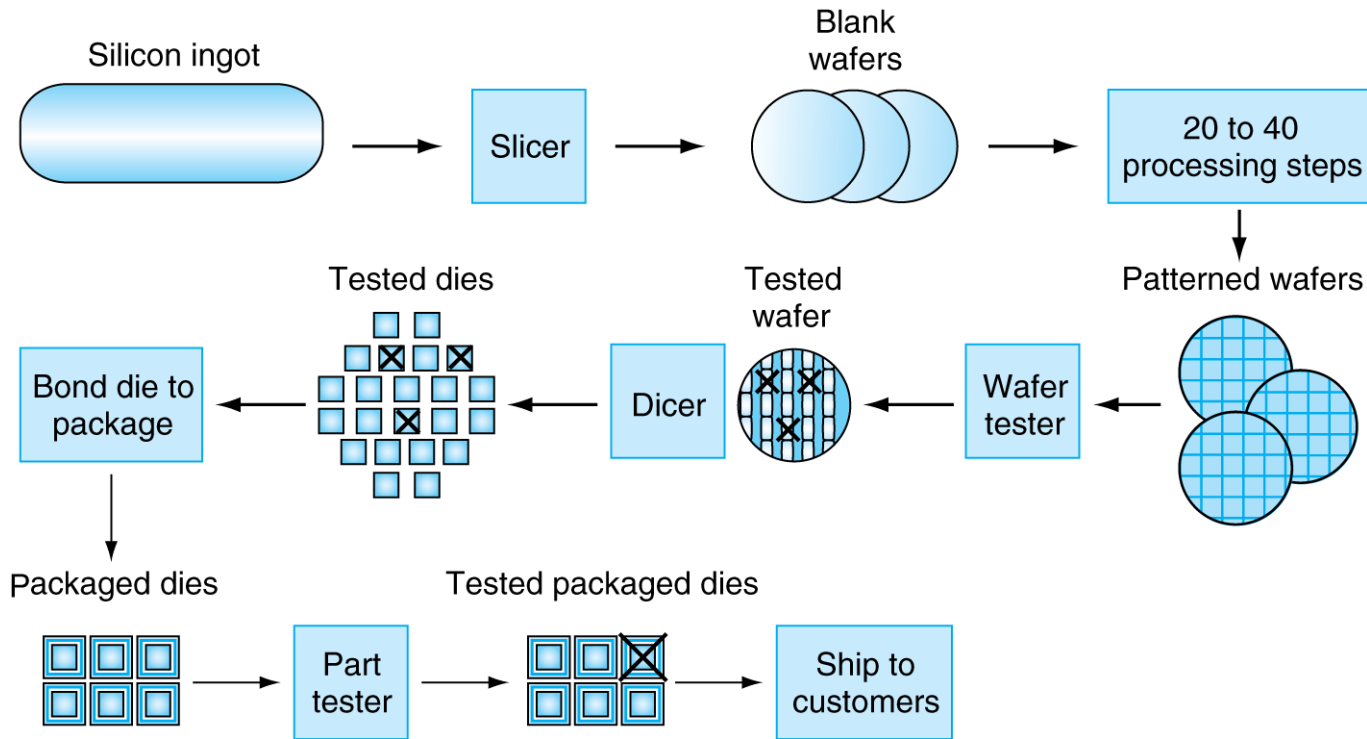 Silicon ingot
Slicer
Blank
wafers
20 to 40
processing steps
Patterned wafers
Wafer
tester
Tested
wafer
Dicer
Tested dies
Bond die to
package
Packaged dies
Part
tester
Tested packaged dies
Ship to
customers